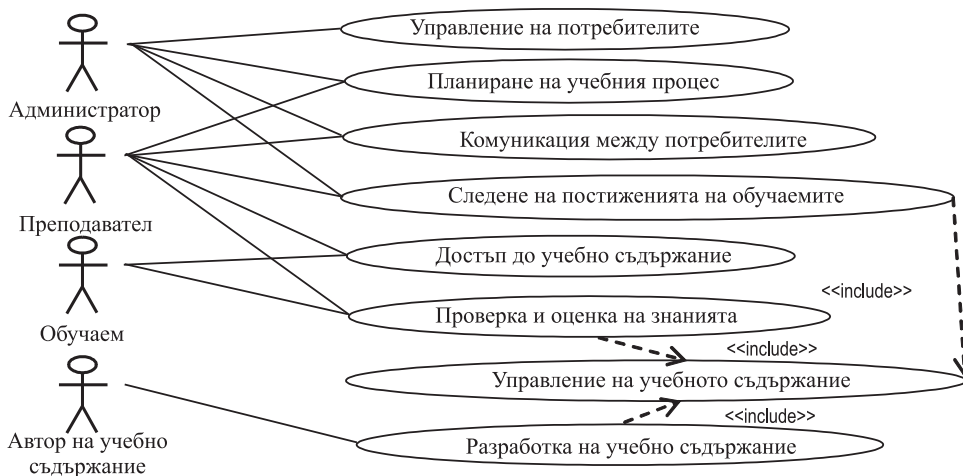 Управление на потребителите
Планиране на учебния процес
Администратор
Комуникация между потребителите
Следене на постиженията на обучаемите
Преподавател
Достъп до учебно съдържание
<<include>>
Проверка и оценка на знанията
Обучаем
<<include>>
Управление на учебното съдържание
<<include>>
Автор на учебно
съдържание
Разработка на учебно съдържание